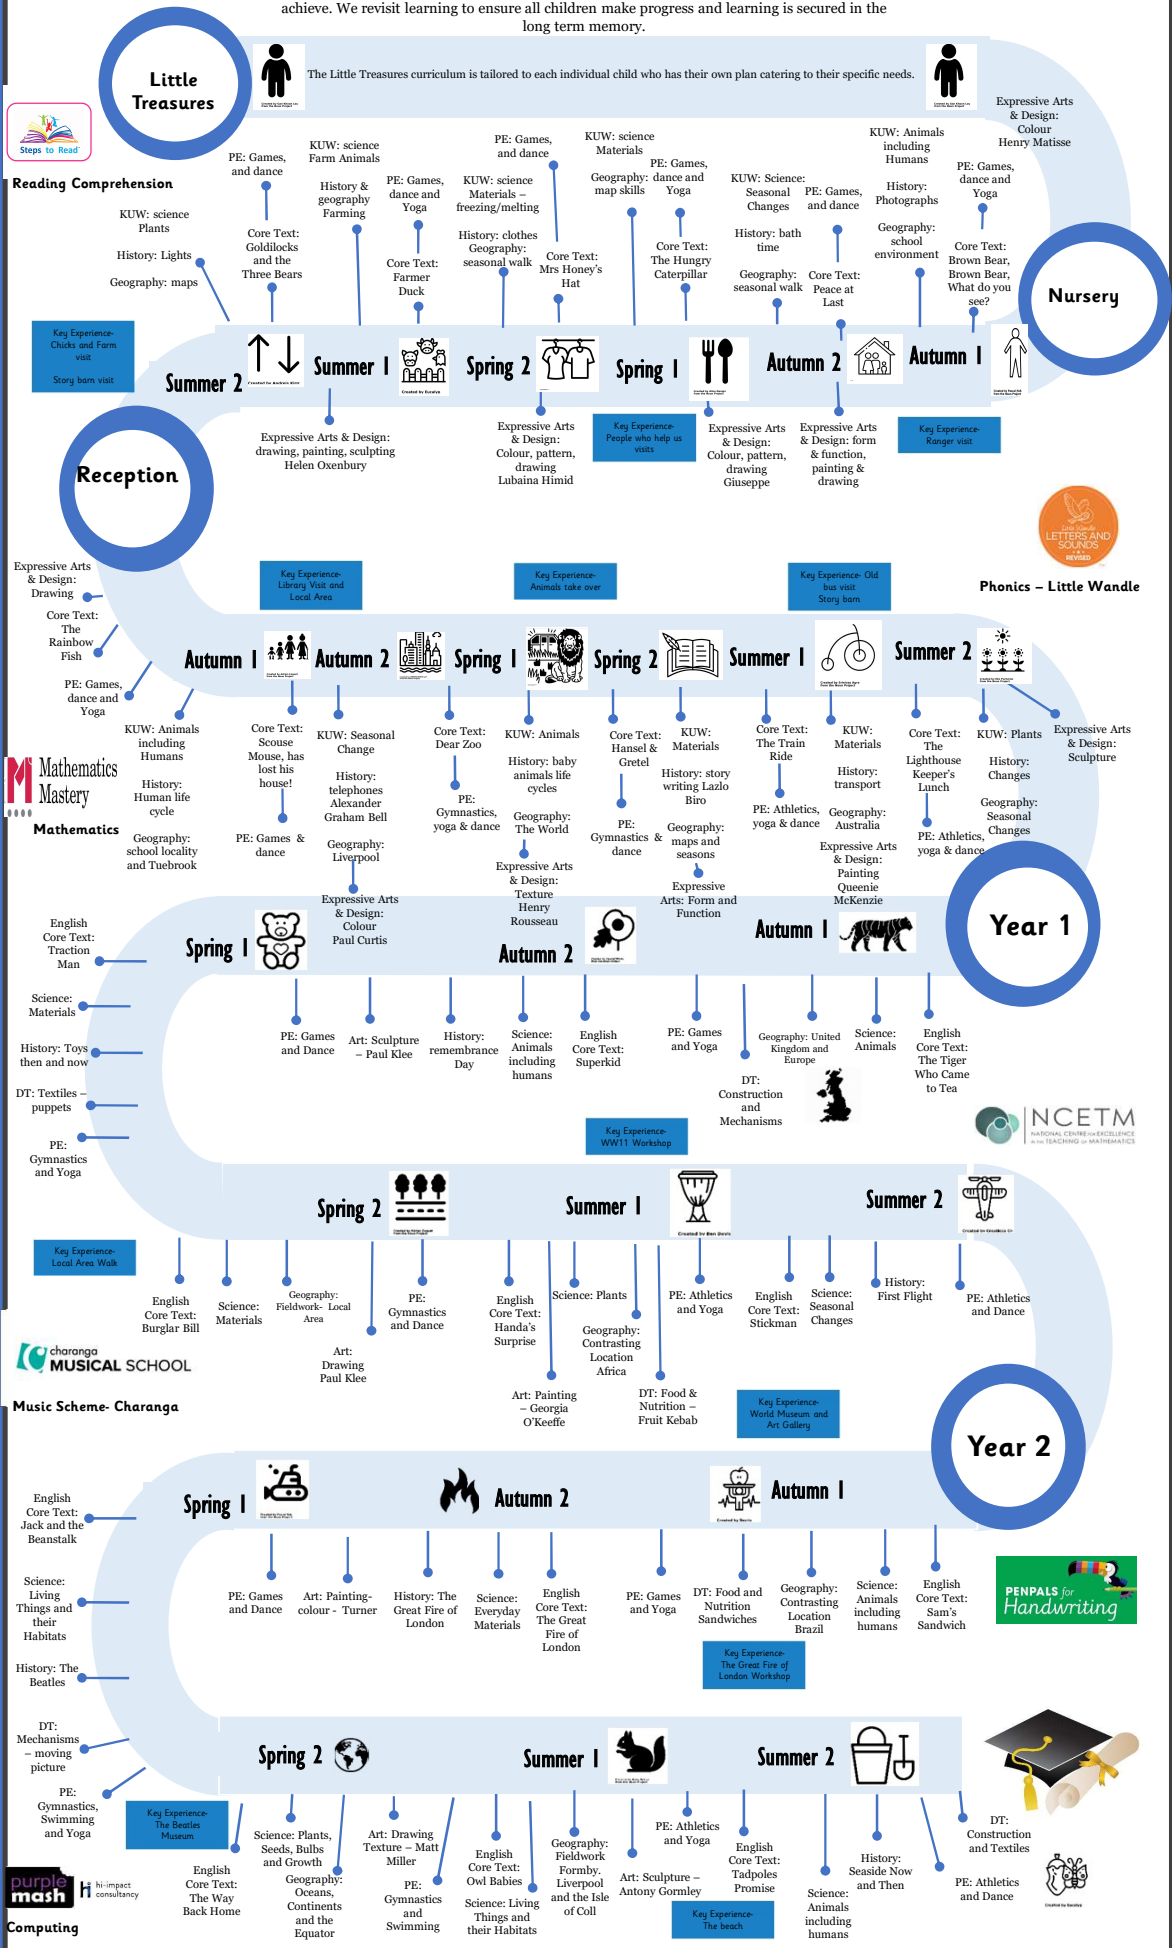 achieve. We revisit learning to ensure all children make progress and learning is secured in the
long term memory.
Little
Treasures
The Little Treasures curriculum is tailored to each individual child who has their own plan catering to their specific needs.
Steps to Read
Reading Comprehension
Expressive Arts
& Design:
Colour
Henry Matisse
KUW: science
Plants
History: Lights
Geography: maps
PE: Games,
and dance
Core Text:
Goldilocks
and the
Three Bears
KUW: science
Farm Animals
History &
geography
Farming
PE: Games,
dance and
Yoga
Core Text:
Farmer
Duck
KUW: science
Materials –
freezing/melting
History: clothes
Geography:
seasonal walk
PE: Games,
and dance
Core Text:
Mrs Honey's
Hat
KUW: science
Materials
Geography:
map skills
PE: Games,
dance and
Yoga
Core Text:
The Hungry
Caterpillar
KUW: Science:
Seasonal
Changes
History: bath
time
Geography:
seasonal walk
PE: Games,
and dance
Core Text:
Peace at
Last
KUW: Animals
including
Humans
History:
Photographs
Geography:
school
environment
PE: Games,
dance and
Yoga
Core Text:
Brown Bear,
Brown Bear,
What do you
see?
Nursery
Key Experience-
Chicks and Farm
visit
Story barn visit
Summer 2
Summer 1
Spring 2
Spring 1
Autumn 2
Autumn 1
Expressive Arts & Design:
drawing, painting, sculpting
Helen Oxenbury
Expressive Arts
& Design:
Colour, pattern,
drawing
Lubaina Himid
Key Experience-
People who help us
visits
Expressive Arts
& Design:
Colour, pattern,
drawing
Giuseppe
Expressive Arts
& Design: form
& function,
painting &
drawing
Key Experience-
Ranger visit
Reception
Little Wandle
LETTERS AND
SOUNDS
REVISED
Phonics – Little Wandle
Expressive Arts
& Design:
Drawing
Core Text:
The
Rainbow
Fish
PE: Games,
dance and
Yoga
Key Experience-
Library Visit and
Local Area
Key Experience-
Animals take over
Key Experience- Old
bus visit
Story barn
Autumn 1
Autumn 2
Spring 1
Spring 2
Summer 1
Summer 2
KUW: Animals
including
Humans
History:
Human life
cycle
Geography:
school locality
and Tuebrook
Core Text:
Scouse
Mouse, has
lost his
house!
PE: Games &
dance
KUW: Seasonal
Change
History:
telephones
Alexander
Graham Bell
Geography:
Liverpool
Expressive Arts
& Design:
Colour
Paul Curtis
Core Text:
Dear Zoo
PE:
Gymnastics,
yoga & dance
KUW: Animals
History: baby
animals life
cycles
Geography:
The World
Expressive Arts
& Design:
Texture
Henry
Rousseau
Core Text:
Hansel &
Gretel
PE:
Gymnastics &
dance
KUW:
Materials
History: story
writing Lazlo
Biro
Geography:
maps and
seasons
Expressive
Arts: Form and
Function
Core Text:
The Train
Ride
PE: Athletics,
yoga & dance
KUW:
Materials
History:
transport
Geography:
Australia
Expressive Arts
& Design:
Painting
Queenie
McKenzie
Core Text:
The
Lighthouse
Keeper's
Lunch
PE: Athletics,
yoga & dance
KUW: Plants
History:
Changes
Geography:
Seasonal
Changes
Expressive Arts
& Design:
Sculpture
Mathematics
Mastery
Mathematics
Year 1
Spring 1
Autumn 2
Autumn 1
English
Core Text:
Traction
Man
Science:
Materials
History: Toys
then and now
DT: Textiles –
puppets
PE:
Gymnastics
and Yoga
PE: Games
and Dance
Art: Sculpture
– Paul Klee
History:
remembrance
Day
Science:
Animals
including
humans
English
Core Text:
Superkid
PE: Games
and Yoga
DT:
Construction
and
Mechanisms
Geography: United
Kingdom and
Europe
Science:
Animals
English
Core Text:
The Tiger
Who Came
to Tea
NCETM
NATIONAL CENTRE FOR EXCELLENCE
IN THE TEACHING OF MATHEMATICS
Key Experience-
WW11 Workshop
Spring 2
Summer 1
Summer 2
Key Experience-
Local Area Walk
English
Core Text:
Burglar Bill
Science:
Materials
Geography:
Fieldwork- Local
Area
Art:
Drawing
Paul Klee
PE:
Gymnastics
and Dance
English
Core Text:
Handa's
Surprise
Art: Painting
– Georgia
O'Keeffe
Science: Plants
Geography:
Contrasting
Location
Africa
DT: Food &
Nutrition –
Fruit Kebab
PE: Athletics
and Yoga
English
Core Text:
Stickman
Science:
Seasonal
Changes
History:
First Flight
PE: Athletics
and Dance
charanga
MUSICAL SCHOOL
Music Scheme- Charanga
Key Experience-
World Museum and
Art Gallery
Year 2
Spring 1
Autumn 2
Autumn 1
English
Core Text:
Jack and the
Beanstalk
Science:
Living
Things and
their
Habitats
History: The
Beatles
DT:
Mechanisms
– moving
picture
PE:
Gymnastics,
Swimming
and Yoga
PE: Games
and Dance
Art: Painting-
colour - Turner
History: The
Great Fire of
London
Science:
Everyday
Materials
English
Core Text:
The Great
Fire of
London
PE: Games
and Yoga
DT: Food and
Nutrition
Sandwiches
Geography:
Contrasting
Location
Brazil
Science:
Animals
including
humans
English
Core Text:
Sam's
Sandwich
PENPALS for
Handwriting
Key Experience-
The Great Fire of
London Workshop
Spring 2
Summer 1
Summer 2
Key Experience-
The Beatles
Museum
English
Core Text:
The Way
Back Home
Science: Plants,
Seeds, Bulbs
and Growth
Geography:
Oceans,
Continents
and the
Equator
Art: Drawing
Texture – Matt
Miller
PE:
Gymnastics
and
Swimming
English
Core Text:
Owl Babies
Science: Living
Things and
their Habitats
Geography:
Fieldwork
Formby.
Liverpool
and the Isle
of Coll
Art: Sculpture –
Antony Gormley
PE: Athletics
and Yoga
Key Experience-
The beach
English
Core Text:
Tadpoles
Promise
Science:
Animals
including
humans
History:
Seaside Now
and Then
PE: Athletics
and Dance
DT:
Construction
and Textiles
purple
mash
hi-impact
consultancy
Computing